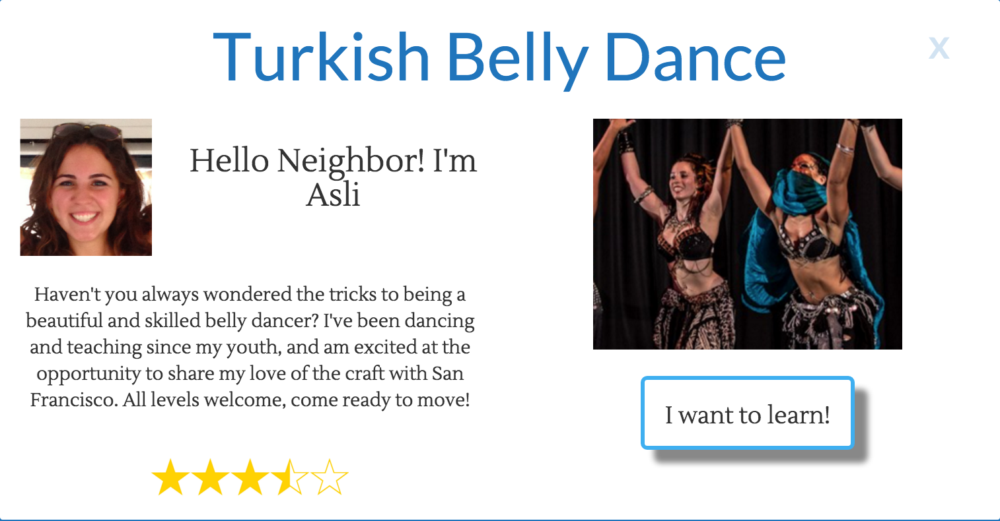 Turkish Belly Dance
X
Hello Neighbor! I'm
Asli
Haven't you always wondered the tricks to being a
beautiful and skilled belly dancer? I've been dancing
and teaching since my youth, and am excited at the
opportunity to share my love of the craft with San
Francisco. All levels welcome, come ready to move!
I want to learn!